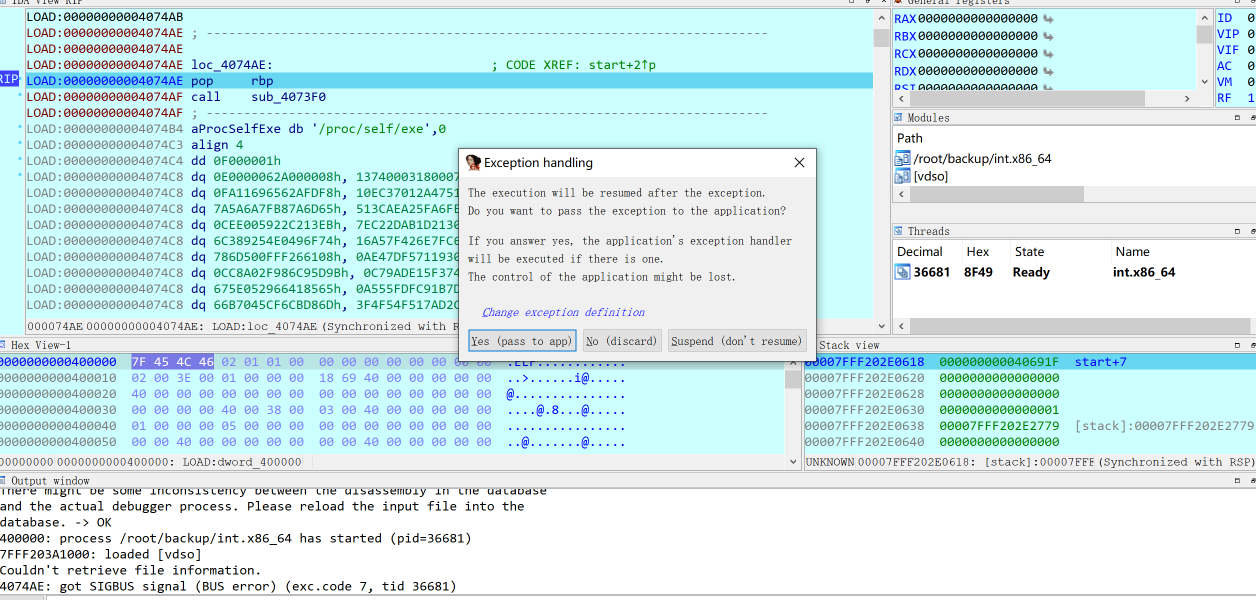 IDA View RIP
LOAD:00000000004074AB
LOAD:00000000004074AE ; ---------------------------------------------------------------------------
LOAD:00000000004074AE
LOAD:00000000004074AE loc_4074AE: ; CODE XREF: start+2↑p
RIP LOAD:00000000004074AE pop rbp
LOAD:00000000004074AF call sub_4073F0
LOAD:00000000004074AF ; ---------------------------------------------------------------------------
LOAD:00000000004074B4 aProcSelfExe db '/proc/self/exe',0
LOAD:00000000004074C3 align 4
LOAD:00000000004074C4 dd 0F000001h
LOAD:00000000004074C8 dq 0E0000062A000008h, 13740003180007
LOAD:00000000004074C8 dq 0FA11696562AFDF8h, 10EC37012A4751
LOAD:00000000004074C8 dq 7A5A6A7FB87A6D65h, 513CAEA25FA6FB
LOAD:00000000004074C8 dq 0CEE005922C213EBh, 7EC22DAB1D2130
LOAD:00000000004074C8 dq 6C389254E0496F74h, 16A57F426E7FC6
LOAD:00000000004074C8 dq 786D500FFF266108h, 0AE47DF5711930
LOAD:00000000004074C8 dq 0CC8A02F986C95D9Bh, 0C79ADE15F374
LOAD:00000000004074C8 dq 675E052966418565h, 0A555FDFC91B7D
LOAD:00000000004074C8 dq 66B7045CF6CBD86Dh, 3F4F54F517AD2C
000074AE 00000000004074AE: LOAD:loc_4074AE (Synchronized with R
General registers
RAX 0000000000000000
RBX 0000000000000000
RCX 0000000000000000
RDX 0000000000000000
RSI 0000000000000000
ID 0
VIP 0
VIF 0
AC 0
VM 0
RF 1
Modules
Path
/root/backup/int.x86_64
[vdso]
Threads
Decimal Hex State Name
36681 8F49 Ready int.x86_64
Exception handling
The execution will be resumed after the exception.
Do you want to pass the exception to the application?
If you answer yes, the application's exception handler
will be executed if there is one.
The control of the application might be lost.
Change exception definition
Yes (pass to app) No (discard) Suspend (don't resume)
Hex View-1
0000000000400000 7F 45 4C 46 02 01 01 00 00 00 00 00 00 00 00 00 .ELF............
0000000000400010 02 00 3E 00 01 00 00 00 18 69 40 00 00 00 00 00 ..>......i@.....
0000000000400020 40 00 00 00 00 00 00 00 00 00 00 00 00 00 00 00 @...............
0000000000400030 00 00 00 00 40 00 38 00 03 00 40 00 00 00 00 00 ....@.8...@.....
0000000000400040 01 00 00 00 05 00 00 00 00 00 00 00 00 00 00 00 ................
0000000000400050 00 00 40 00 00 00 00 00 00 00 40 00 00 00 00 00 ..@.......@.....
00000000 0000000000400000: LOAD:dword_400000
Stack view
00007FFF202E0618 000000000040691F start+7
00007FFF202E0620 0000000000000000
00007FFF202E0628 0000000000000000
00007FFF202E0630 0000000000000001
00007FFF202E0638 00007FFF202E2779 [stack]:00007FFF202E2779
00007FFF202E0640 0000000000000000
UNKNOWN 00007FFF202E0618: [stack]:00007FFF (Synchronized with RSP)
Output window
There might be some inconsistency between the disassembly in the database
and the actual debugger process. Please reload the input file into the
database. -> OK
400000: process /root/backup/int.x86_64 has started (pid=36681)
7FFF203A1000: loaded [vdso]
Couldn't retrieve file information.
4074AE: got SIGBUS signal (BUS error) (exc.code 7, tid 36681)